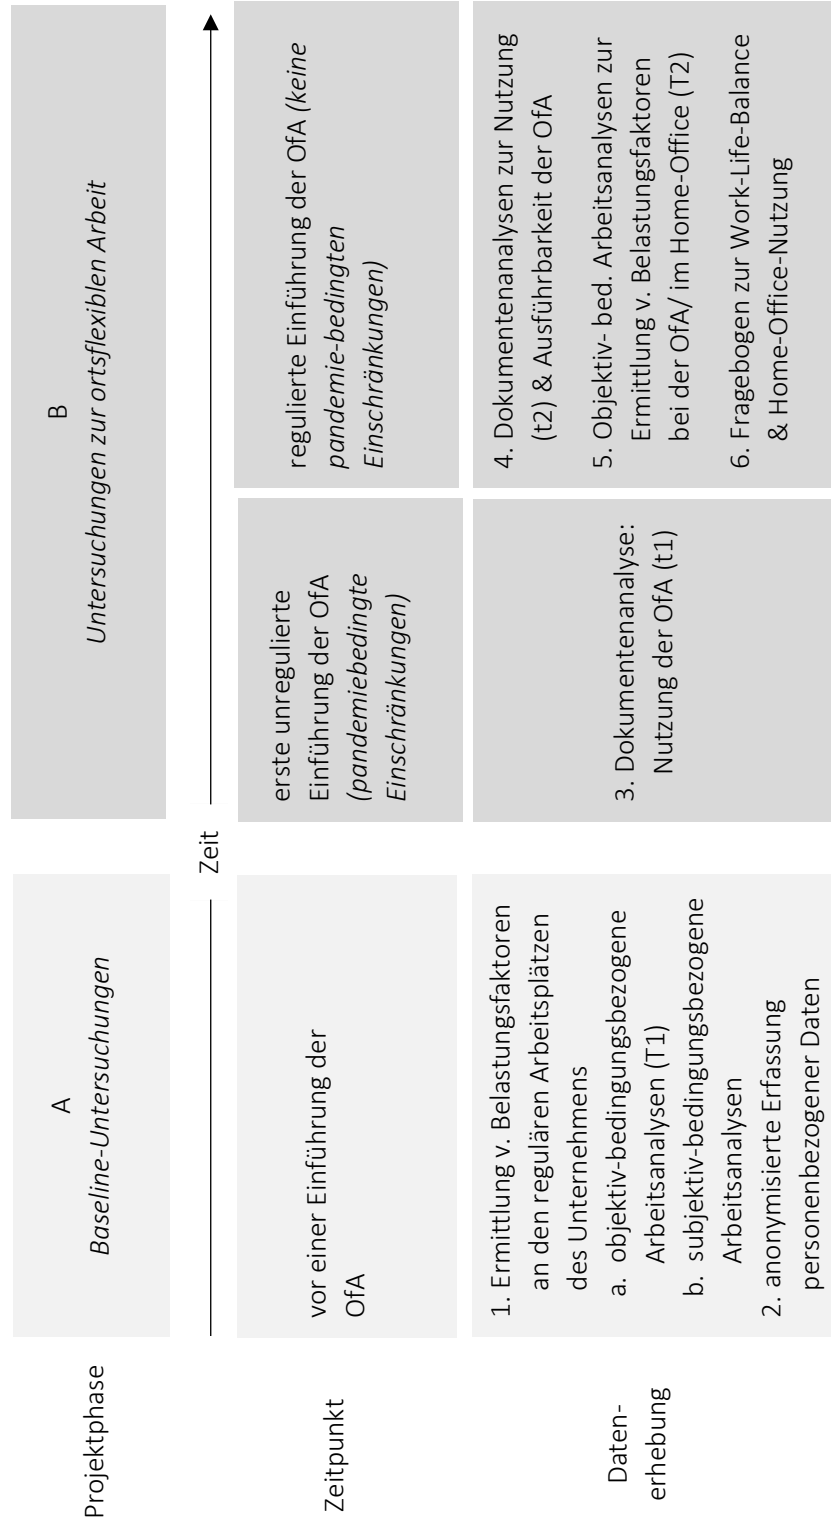 Projektphase
A
Baseline-Untersuchungen
B
Untersuchungen zur ortsflexiblen Arbeit
Zeit
Zeitpunkt
vor einer Einführung der
OfA
erste unregulierte
Einführung der OfA
(pandemiebedingte
Einschränkungen)
regulierte Einführung der OfA (keine
pandemie-bedingten
Einschränkungen)
Daten-
erhebung
1. Ermittlung v. Belastungsfaktoren
an den regulären Arbeitsplätzen
des Unternehmens
a. objektiv-bedingungsbezogene
Arbeitsanalysen (T1)
b. subjektiv-bedingungsbezogene
Arbeitsanalysen
2. anonymisierte Erfassung
personenbezogener Daten
3. Dokumentenanalyse:
Nutzung der OfA (t1)
4. Dokumentenanalysen zur Nutzung
(t2) & Ausführbarkeit der OfA
5. Objektiv- bed. Arbeitsanalysen zur
Ermittlung v. Belastungsfaktoren
bei der OfA/ im Home-Office (T2)
6. Fragebogen zur Work-Life-Balance
& Home-Office-Nutzung